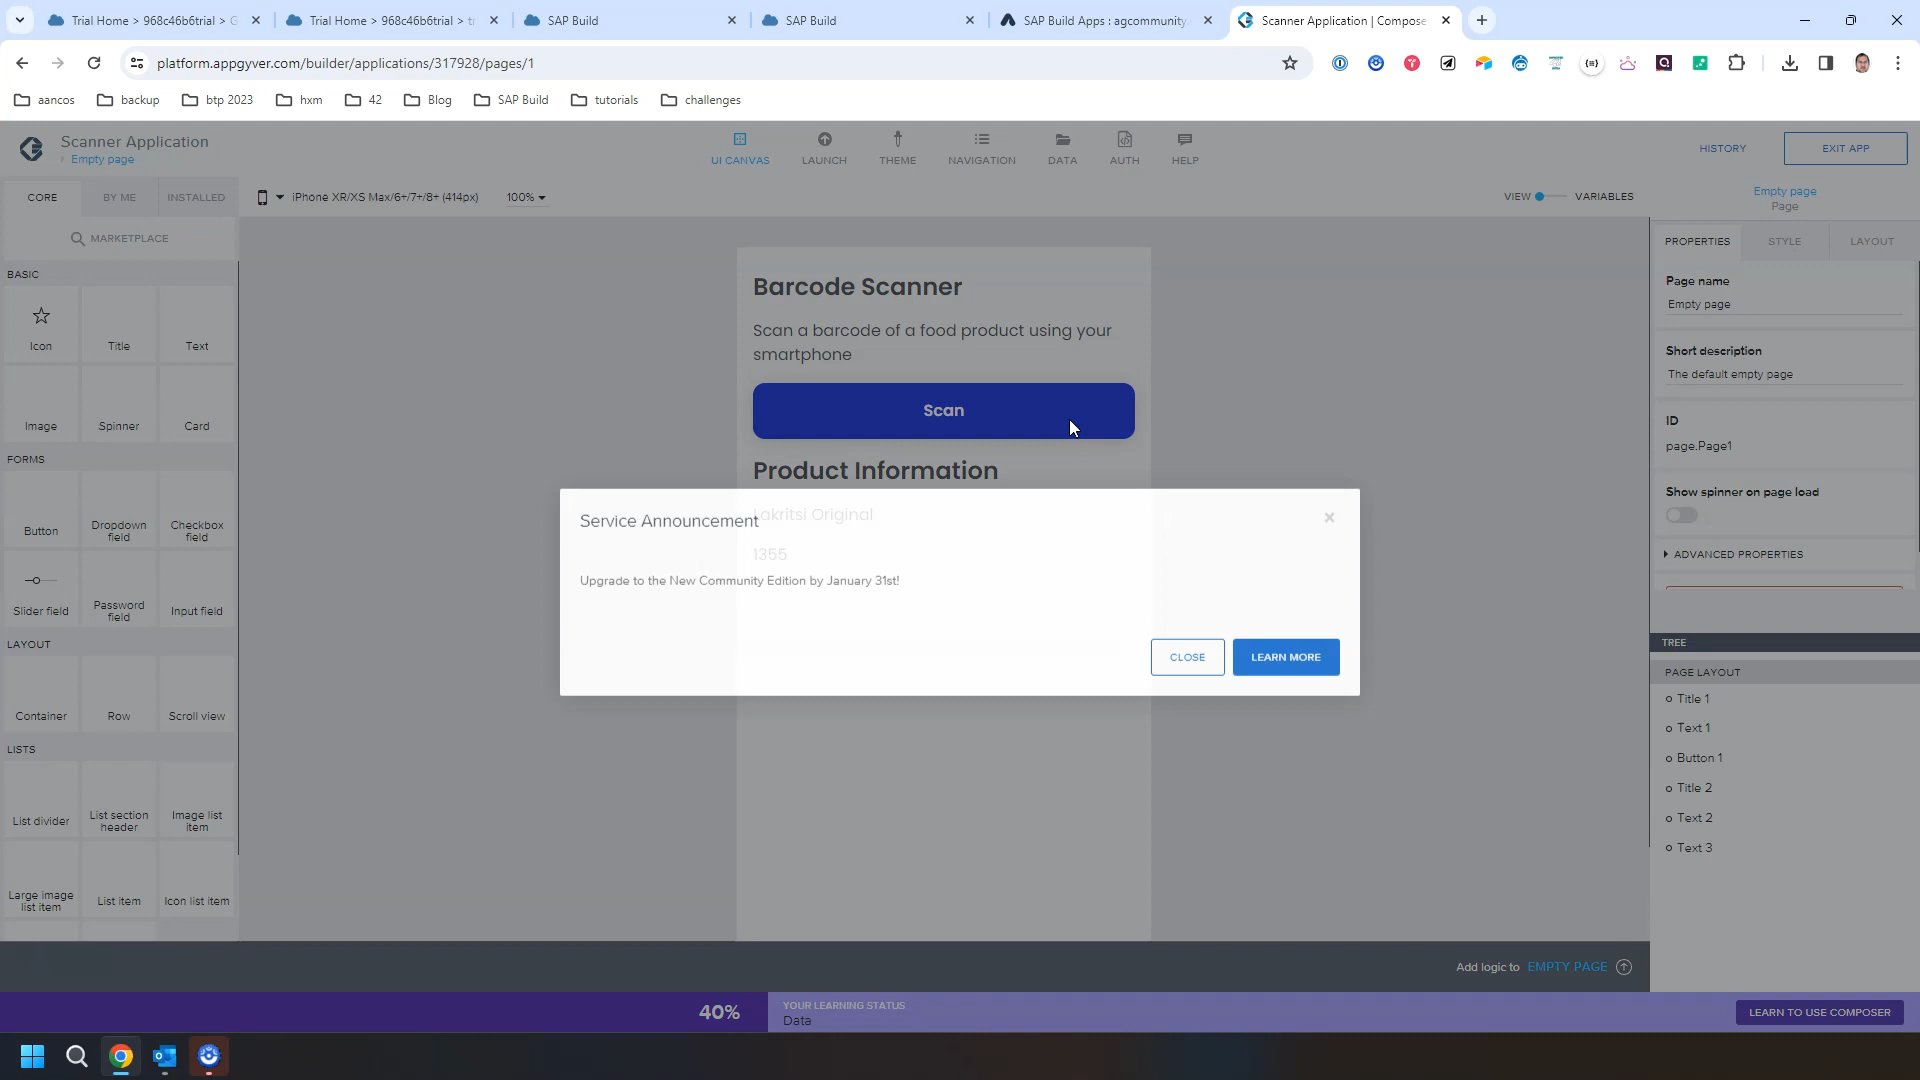 Trial Home > 968c46b6trial > G
Trial Home > 968c46b6trial > tr
SAP Build
SAP Build
SAP Build Apps : agcommunity
Scanner Application | Compose
platform.appgyver.com/builder/applications/317928/pages/1
aancos
backup
btp 2023
hxm
42
Blog
SAP Build
tutorials
challenges
Scanner Application
Empty page
UI CANVAS
LAUNCH
THEME
NAVIGATION
DATA
AUTH
HELP
HISTORY
EXIT APP
CORE
BY ME
INSTALLED
iPhone XR/XS Max/6+/7+/8+ (414px)
100%
VIEW
VARIABLES
Empty page
Page
MARKETPLACE
PROPERTIES
STYLE
LAYOUT
BASIC
Icon
Title
Text
Image
Spinner
Card
FORMS
Button
Dropdown field
Checkbox field
Slider field
Password field
Input field
LAYOUT
Container
Row
Scroll view
LISTS
List divider
List section header
Image list item
Large image list item
List item
Icon list item
Barcode Scanner
Scan a barcode of a food product using your
smartphone
Scan
Product Information
Lakritsi Original
1355
Service Announcement
Upgrade to the New Community Edition by January 31st!
CLOSE
LEARN MORE
Page name
Empty page
Short description
The default empty page
ID
page.Page1
Show spinner on page load
ADVANCED PROPERTIES
TREE
PAGE LAYOUT
Title 1
Text 1
Button 1
Title 2
Text 2
Text 3
Add logic to EMPTY PAGE
40%
YOUR LEARNING STATUS
Data
LEARN TO USE COMPOSER